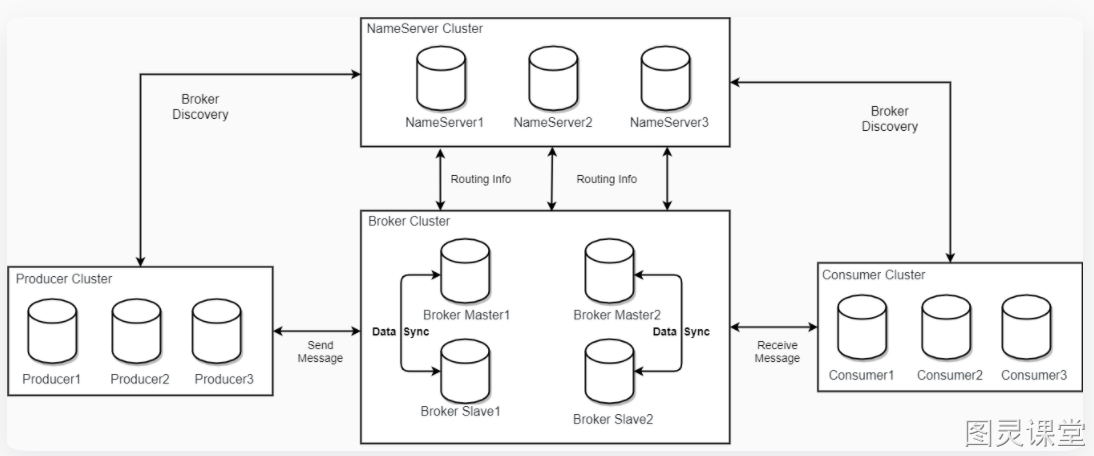 NameServer Cluster
NameServer1 NameServer2 NameServer3
Broker
Discovery
Broker
Discovery
Routing Info Routing Info
Broker Cluster
Producer Cluster
Producer1 Producer2 Producer3
Send
Message
Broker Master1 Broker Master2
Data Sync Data Sync
Broker Slave1 Broker Slave2
Receive
Message
Consumer Cluster
Consumer1 Consumer2 Consumer3
图灵课堂